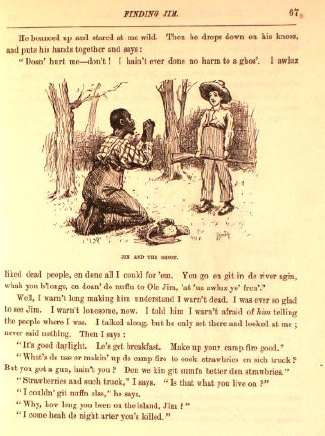 FINDING JIM. 67
He bounced up and stared at me wild. Then he drops down on his knees,
and puts his hands together and says:
"Doan' hurt me—don't! I hain't ever done no harm to a ghos'. I awluz
JIM AND THE GHOST.
liked dead people, en done all I could for 'em. You go en git in de river agin,
whah you b'longs, en doan' do nuffn to Ole Jim, 'at 'uz awluz yo' fren'."
Well, I warn't long making him understand I warn't dead. I was ever so glad
to see Jim. I warn't lonesome, now. I told him I warn't afraid of him telling
the people where I was. I talked along, but he only set there and looked at me;
never said nothing. Then I says:
"It's good daylight. Le's get breakfast. Make up your camp fire good."
"What's de use er makin' up de camp fire to cook strawbries en sich truck?
But you got a gun, hain't you? Den we kin git sumfn better den strawbries."
"Strawberries and such truck," I says. "Is that what you live on?"
"I couldn' git nuffn else," he says.
"Why, how long you been on the island, Jim?"
"I come heah de night arter you's killed."